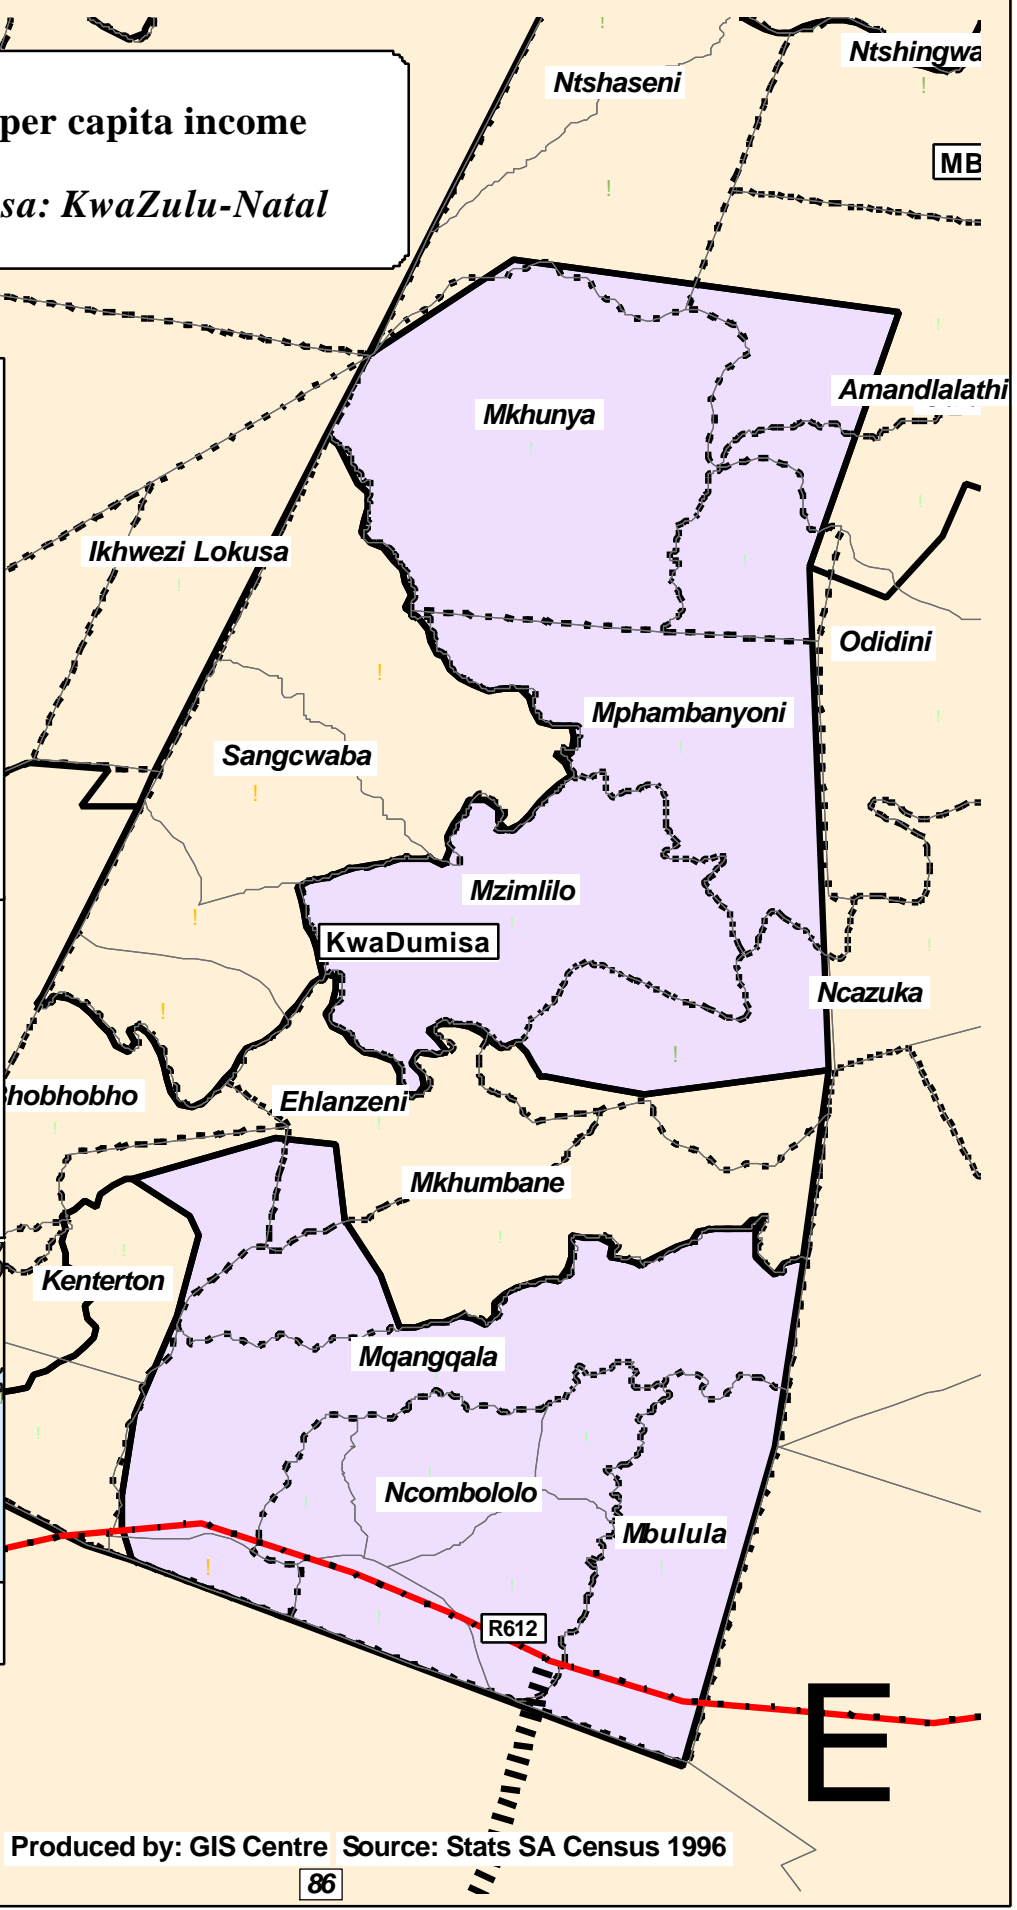 Ntshingwa
Ntshaseni
per capita income
MB
sa: KwaZulu-Natal
Amandlalathi
Mkhunya
Ikhwezi Lokusa
Odidini
Mphambanyoni
Sangcwaba
Mzimlilo
KwaDumisa
Ncazuka
hobhobho
Ehlanzeni
Mkhumbane
Kenterton
Mqangqala
Ncombololo
Mbulula
R612
E
Produced by: GIS Centre Source: Stats SA Census 1996
86